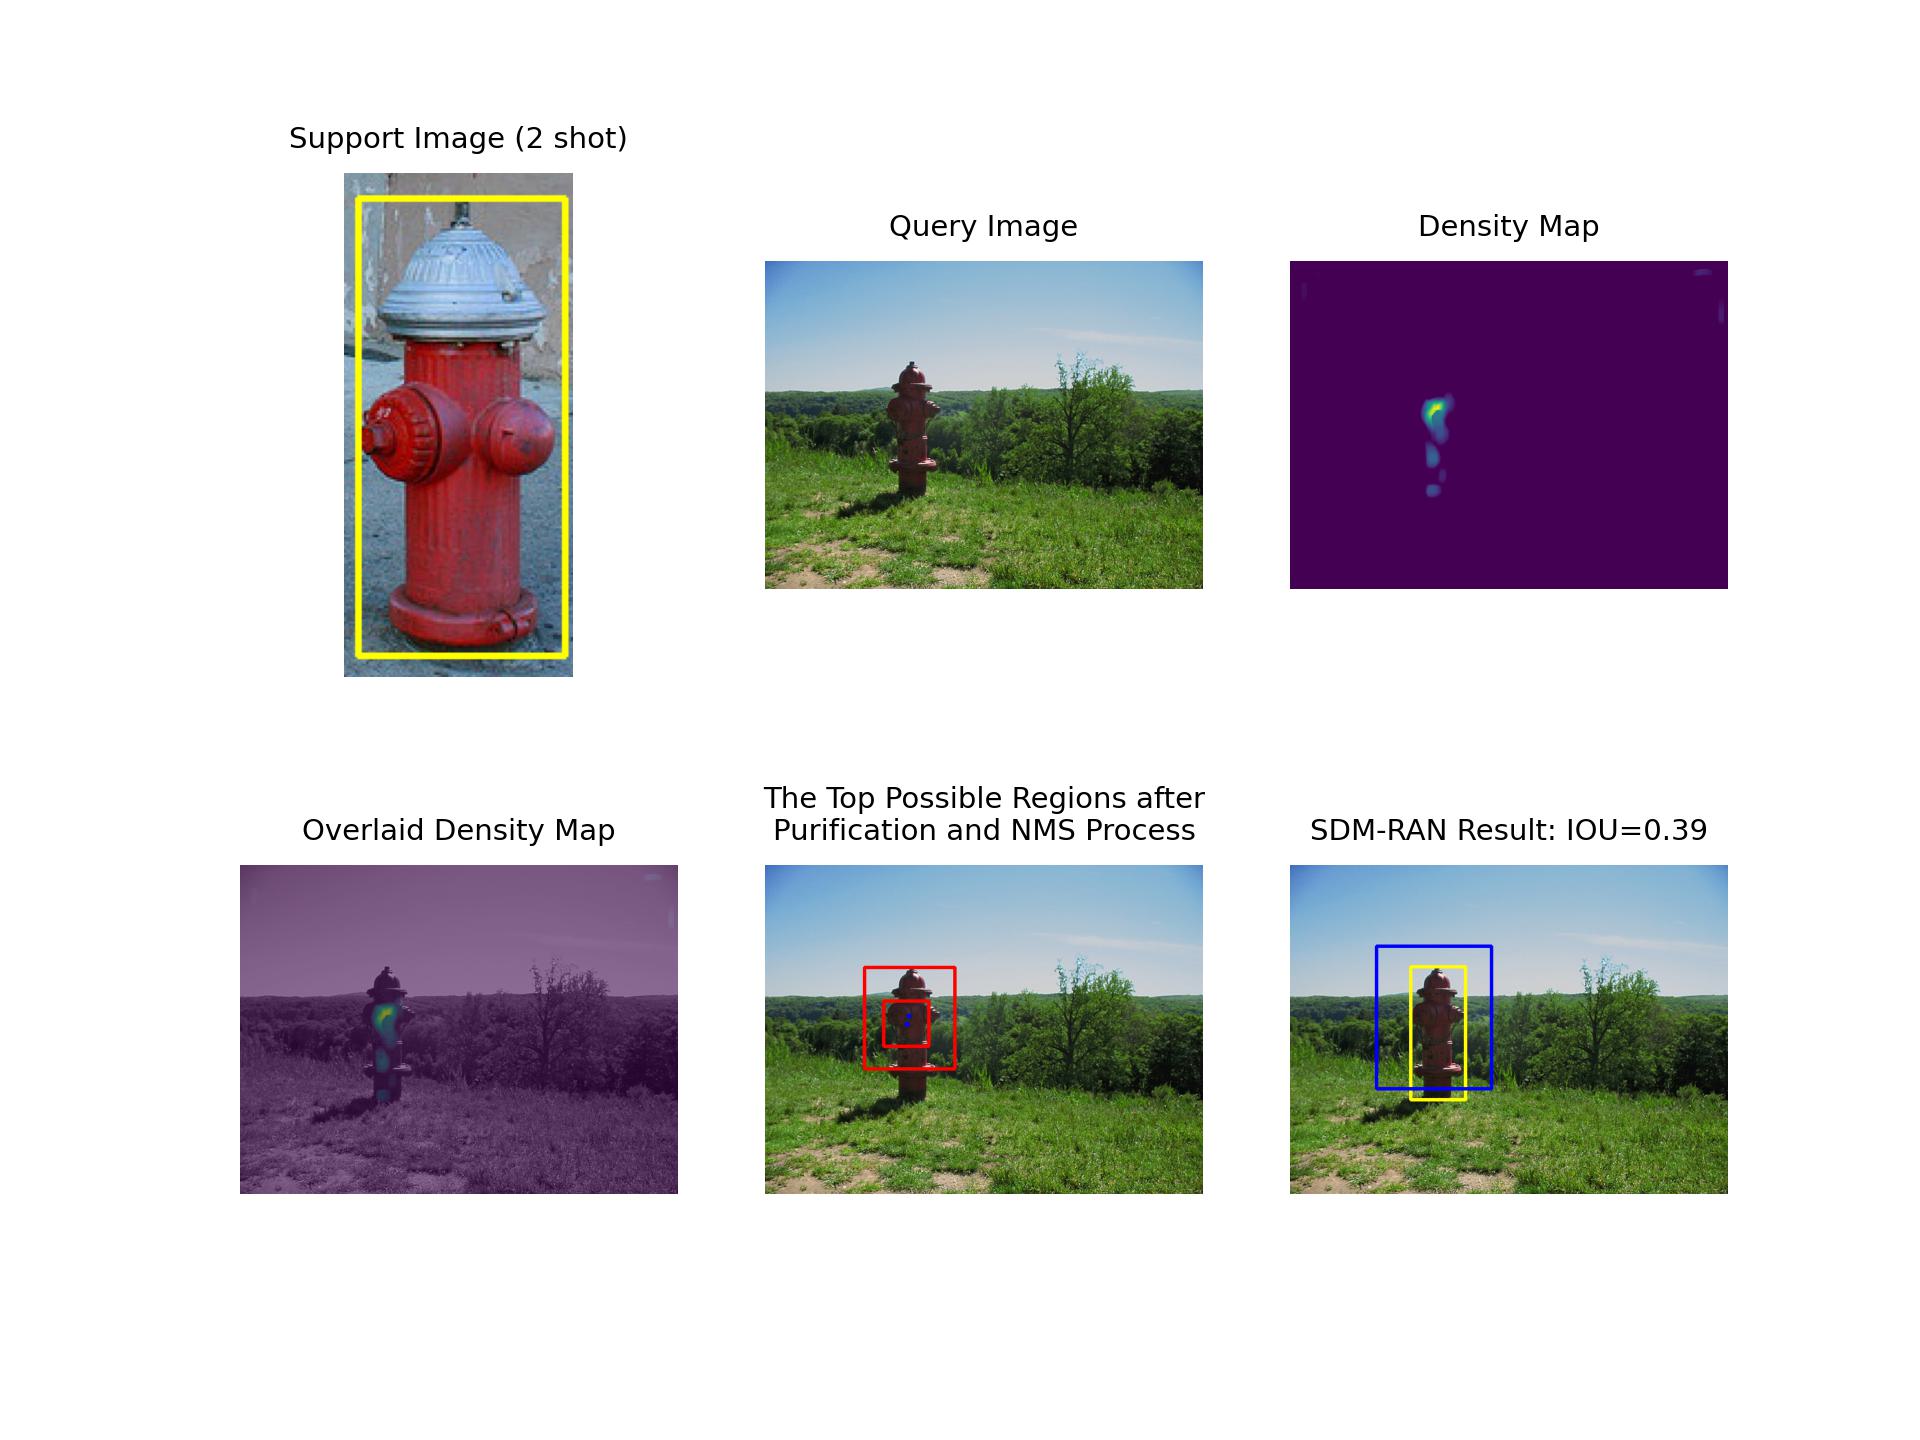 Support Image (2 shot)
Query Image
Density Map
Overlaid Density Map
The Top Possible Regions after
Purification and NMS Process
SDM-RAN Result: IOU=0.39